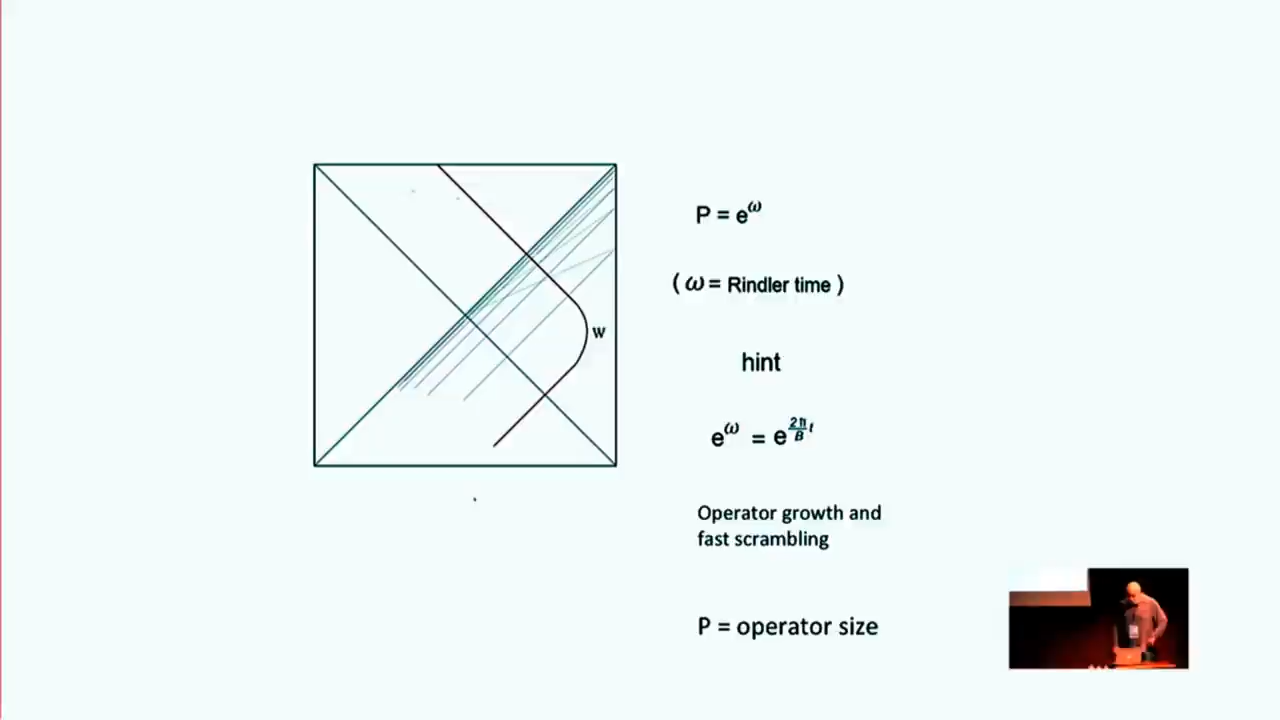 W
P = e^ω
( ω = Rindler time )
hint
e^ω = e^{2π/B t}
Operator growth and
fast scrambling
P = operator size